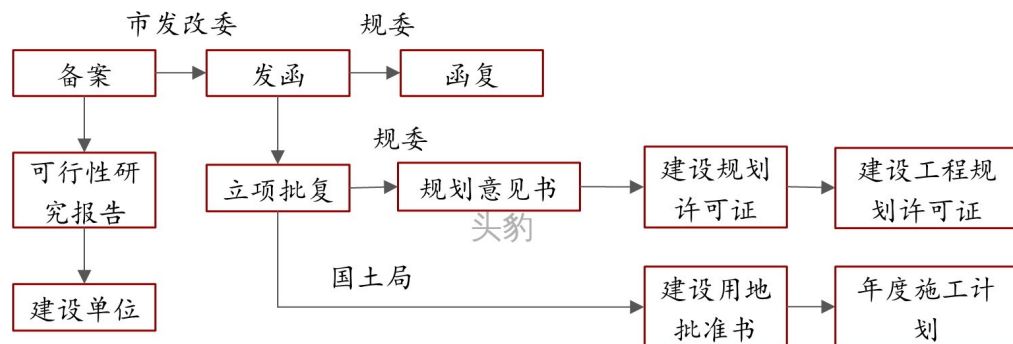 市发改委
规委
备案
发函
函复
规委
可行性研
究报告
立项批复
规划意见书
建设规划
许可证
建设工程规
划许可证
头豹
国土局
建设单位
建设用地
批准书
年度施工计
划